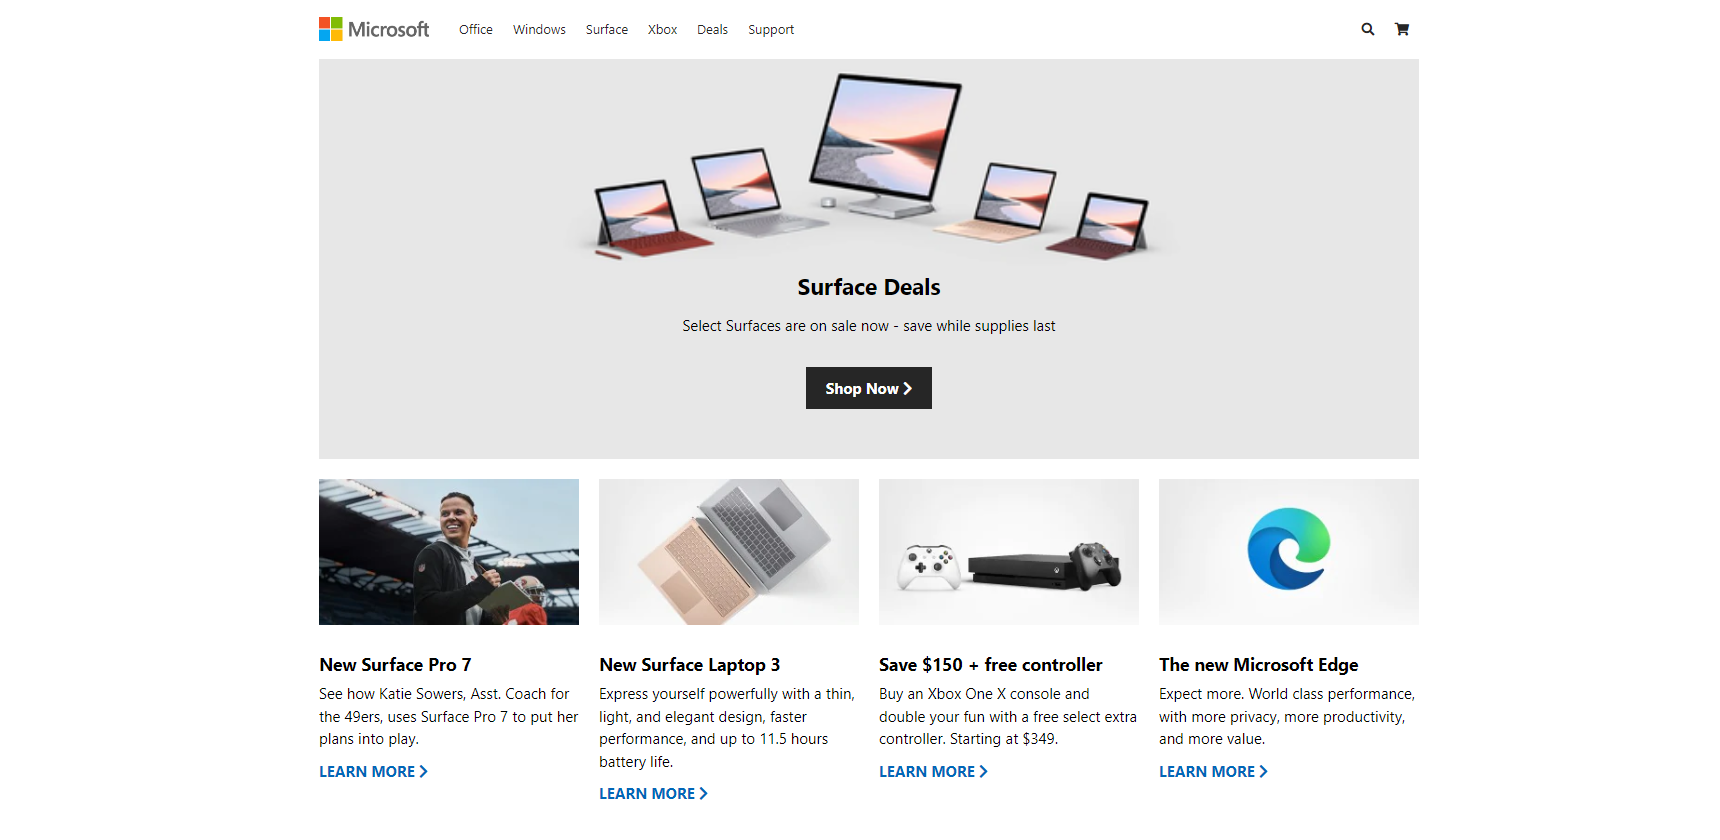 Microsoft Office Windows Surface Xbox Deals Support
Surface Deals
Select Surfaces are on sale now - save while supplies last
Shop Now
New Surface Pro 7
See how Katie Sowers, Asst. Coach for
the 49ers, uses Surface Pro 7 to put her
plans into play.
LEARN MORE
New Surface Laptop 3
Express yourself powerfully with a thin,
light, and elegant design, faster
performance, and up to 11.5 hours
battery life.
LEARN MORE
Save $150 + free controller
Buy an Xbox One X console and
double your fun with a free select extra
controller. Starting at $349.
LEARN MORE
The new Microsoft Edge
Expect more. World class performance,
with more privacy, more productivity,
and more value.
LEARN MORE